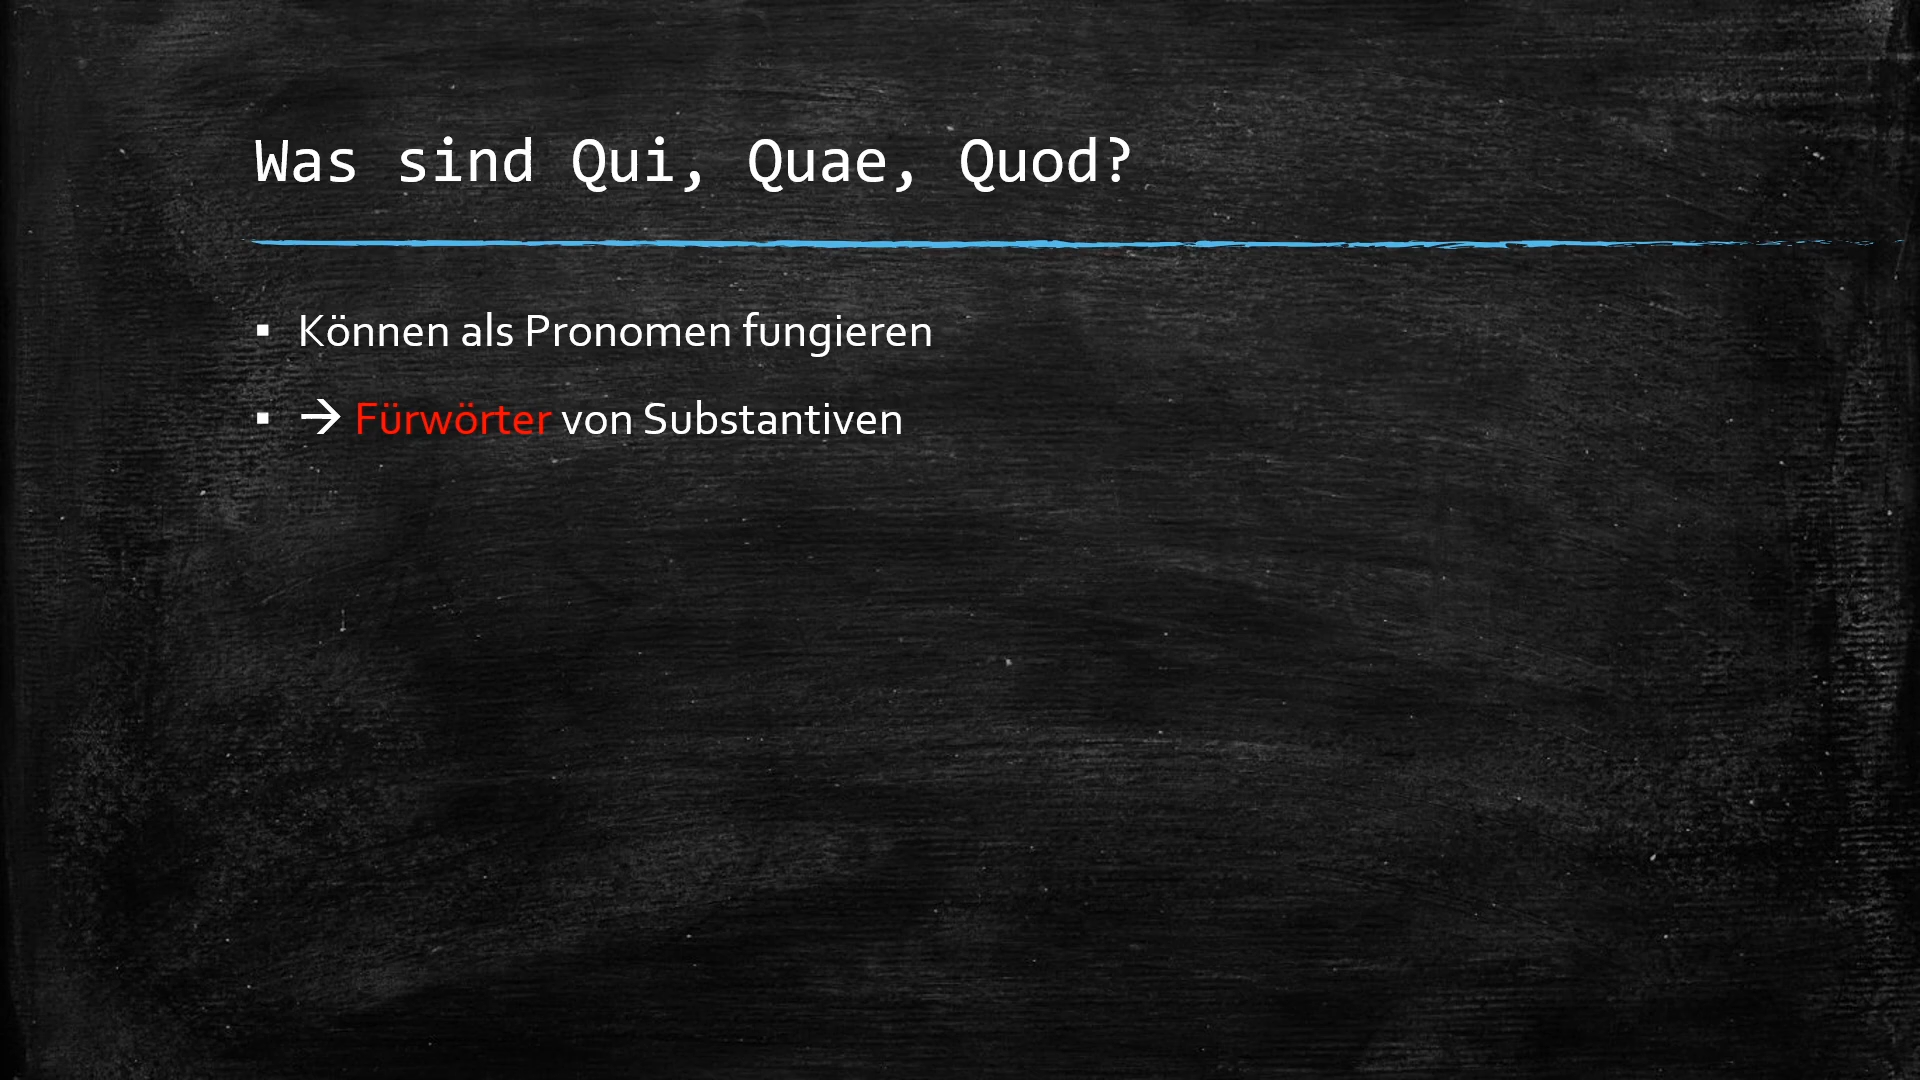 Was sind Qui, Quae, Quod?
▪ Können als Pronomen fungieren
▪ → Fürwörter von Substantiven